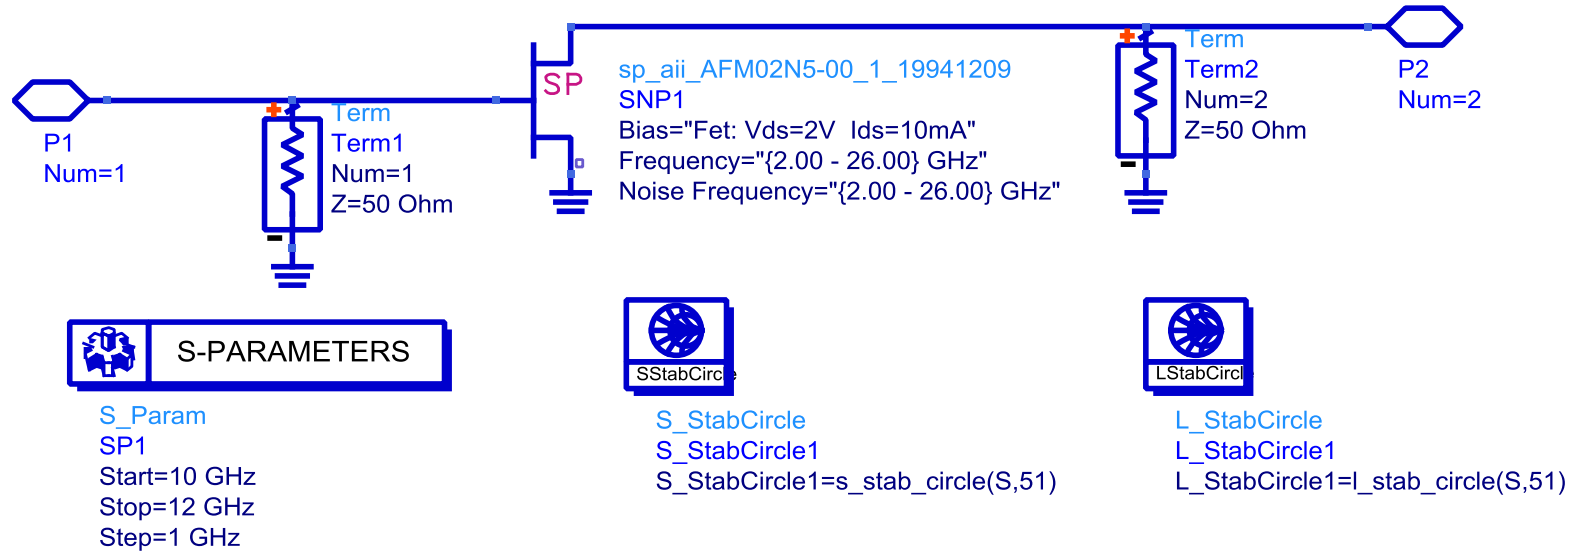 P1
Num=1
+
Term
Term1
Num=1
Z=50 Ohm
-
SP
sp_aii_AFM02N5-00_1_19941209
SNP1
Bias="Fet: Vds=2V  Ids=10mA"
Frequency="{2.00 - 26.00} GHz"
Noise Frequency="{2.00 - 26.00} GHz"
+
Term
Term2
Num=2
Z=50 Ohm
-
P2
Num=2
S-PARAMETERS
S_Param
SP1
Start=10 GHz
Stop=12 GHz
Step=1 GHz
SStabCircle
S_StabCircle
S_StabCircle1
S_StabCircle1=s_stab_circle(S,51)
LStabCircl
L_StabCircle
L_StabCircle1
L_StabCircle1=l_stab_circle(S,51)